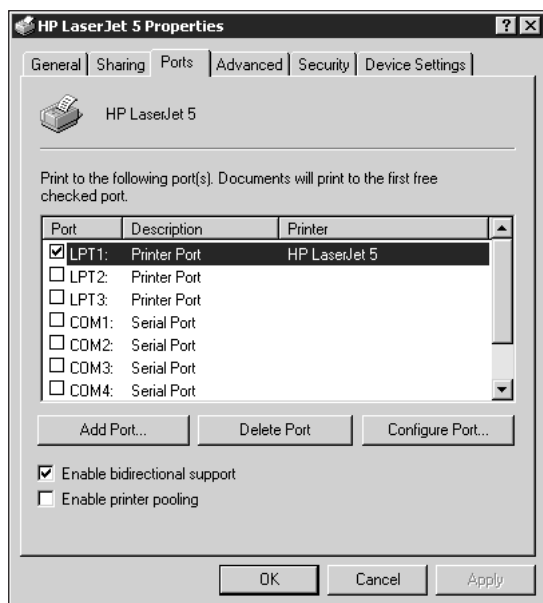 HP LaserJet 5 Properties
General Sharing Ports Advanced Security Device Settings
HP LaserJet 5
Print to the following port(s). Documents will print to the first free
checked port.
Port Description Printer
LPT1: Printer Port HP LaserJet 5
LPT2: Printer Port
LPT3: Printer Port
COM1: Serial Port
COM2: Serial Port
COM3: Serial Port
COM4: Serial Port
Add Port... Delete Port Configure Port...
Enable bidirectional support
Enable printer pooling
OK Cancel Apply